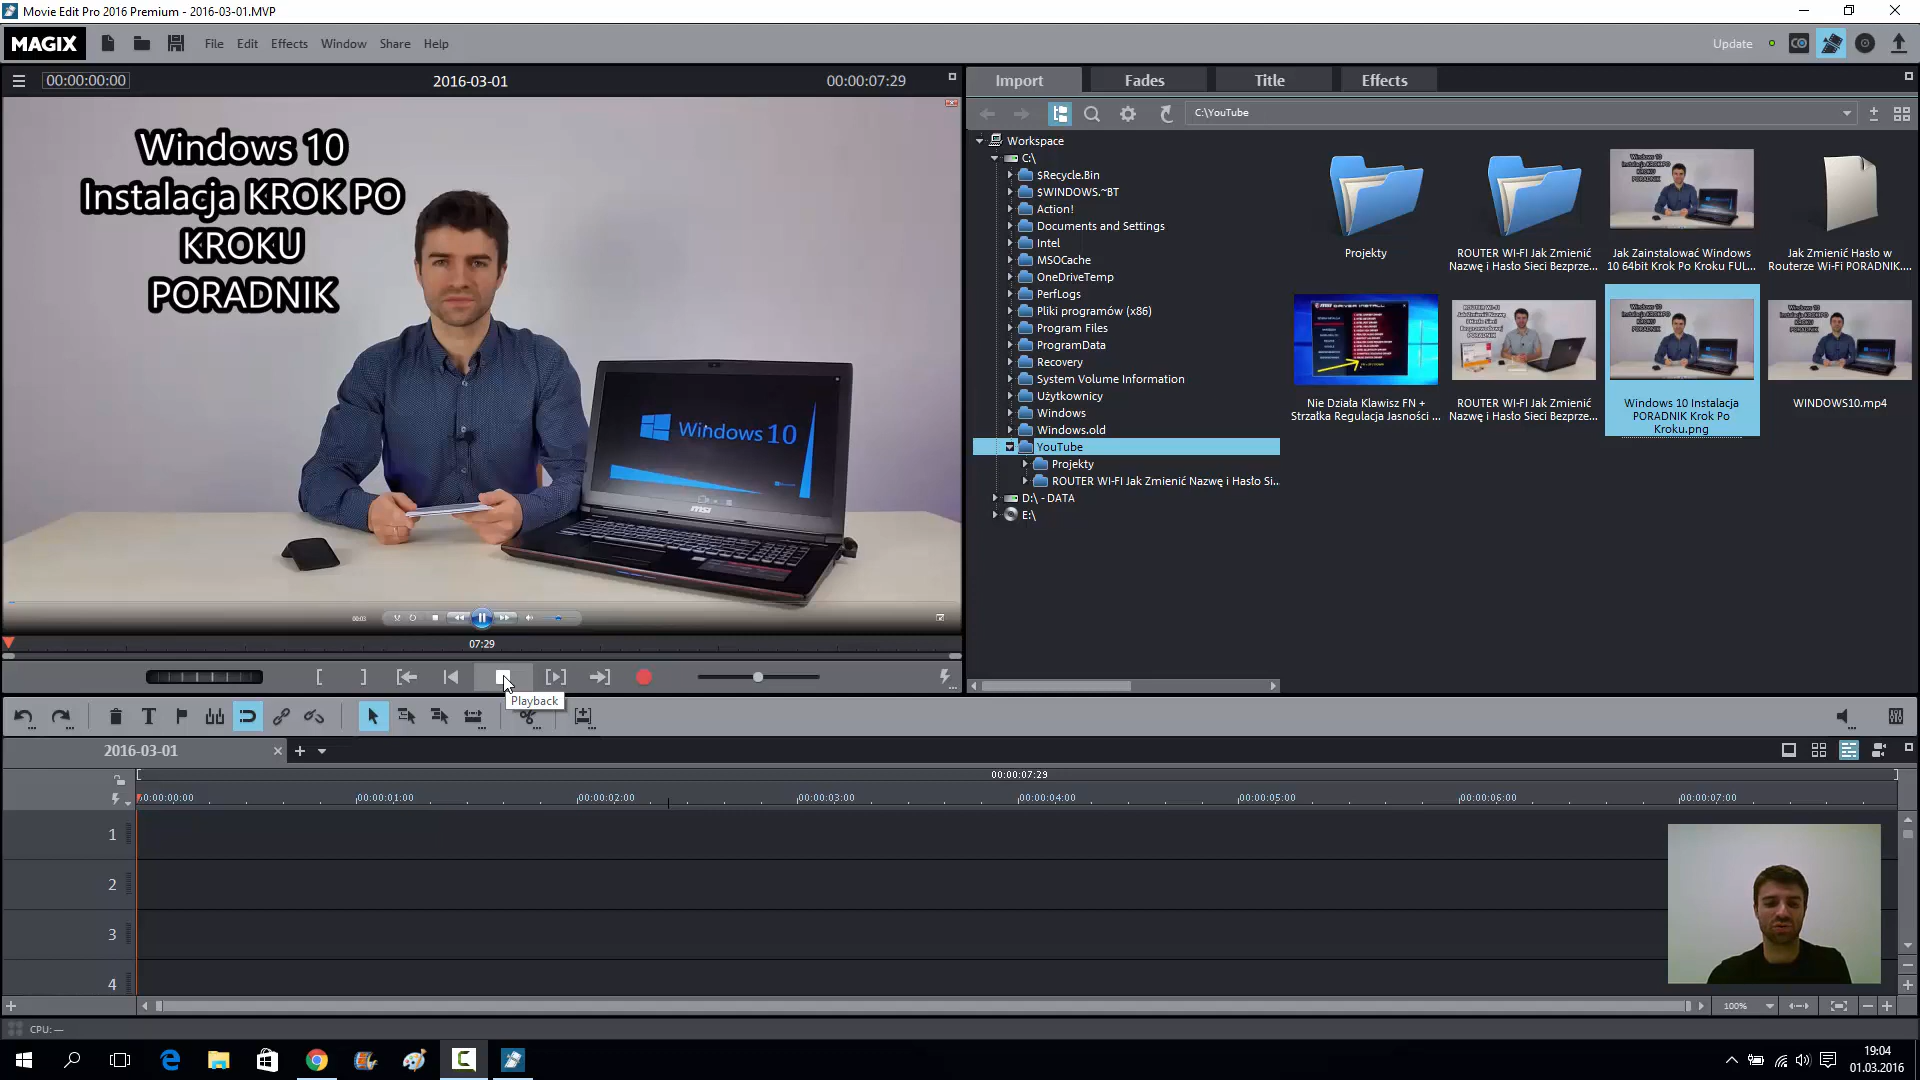 Movie Edit Pro 2016 Premium - 2016-03-01.MVP
MAGIX
File Edit Effects Window Share Help
Update
00:00:00:00
2016-03-01
00:00:07:29
Windows 10
Instalacja KROK PO
KROKU
PORADNIK
Windows 10
msi
07:29
Playback
Import
Fades
Title
Effects
C:\YouTube
Workspace
C:\
$Recycle.Bin
$WINDOWS.~BT
Action!
Documents and Settings
Intel
MSOCache
OneDriveTemp
PerfLogs
Pliki programów (x86)
Program Files
ProgramData
Recovery
System Volume Information
Użytkownicy
Windows
Windows.old
YouTube
Projekty
ROUTER WI-FI Jak Zmienić Nazwę i Hasło Si...
D:\ - DATA
E:\
Projekty
ROUTER WI-FI Jak Zmienić
Nazwę i Hasło Sieci Bezprze...
Jak Zainstalować Windows
10 64bit Krok Po Kroku FUL...
Jak Zmienić Hasło w
Routerze Wi-Fi PORADNIK....
Nie Działa Klawisz FN +
Strzałka Regulacja Jasności ...
ROUTER WI-FI Jak Zmienić
Nazwę i Hasło Sieci Bezprze...
Windows 10 Instalacja
PORADNIK Krok Po
Kroku.png
WINDOWS10.mp4
2016-03-01
00:00:07:29
00:00:00:00
00:00:01:00
00:00:02:00
00:00:03:00
00:00:04:00
00:00:05:00
00:00:06:00
00:00:07:00
1
2
3
4
100%
CPU: —
19:04
01.03.2016